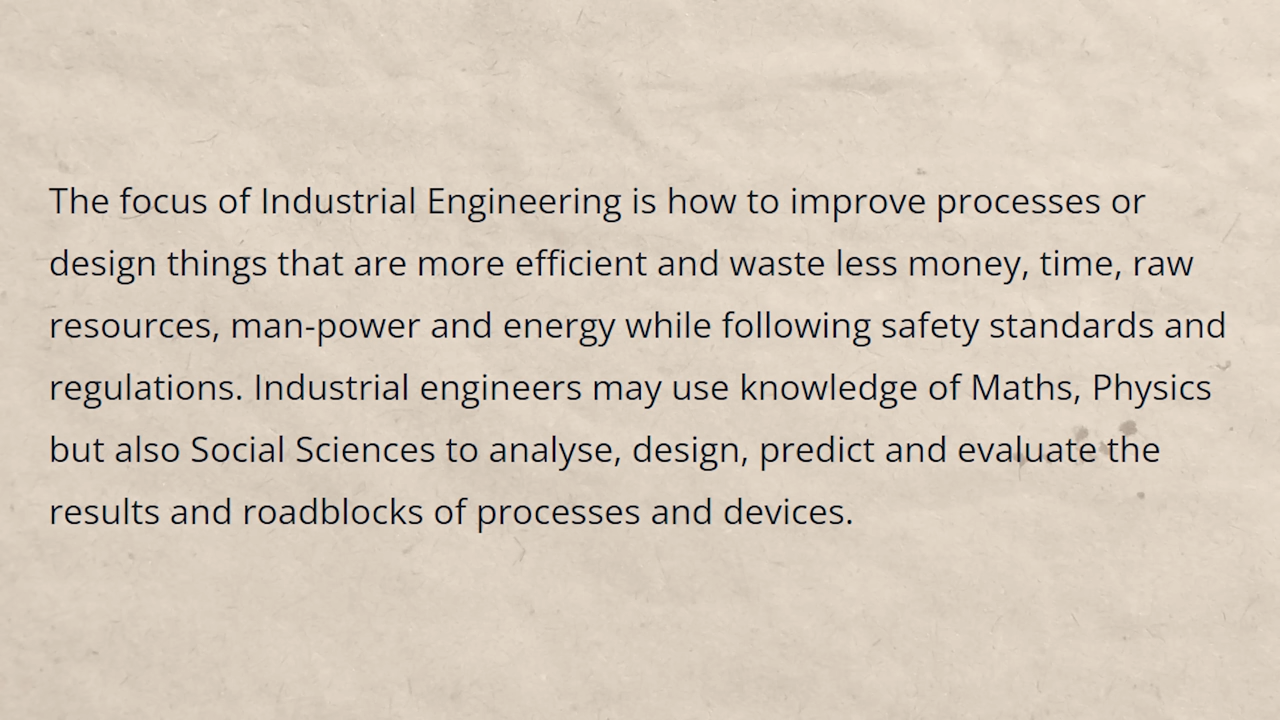 The focus of Industrial Engineering is how to improve processes or
design things that are more efficient and waste less money, time, raw
resources, man-power and energy while following safety standards and
regulations. Industrial engineers may use knowledge of Maths, Physics
but also Social Sciences to analyse, design, predict and evaluate the
results and roadblocks of processes and devices.